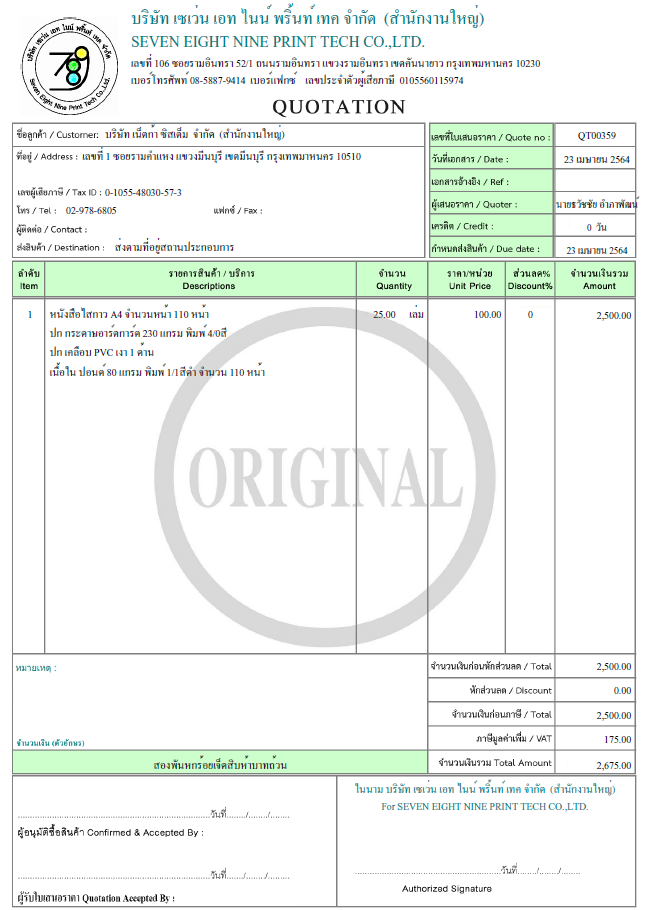 บริษัท เซเว่น เอท ไนน์ พริ้นท์ เทค จำกัด (สำนักงานใหญ่)
SEVEN EIGHT NINE PRINT TECH CO.,LTD.
เลขที่ 106 ซอยรามอินทรา 52/1 ถนนรามอินทรา แขวงรามอินทรา เขตคันนายาว กรุงเทพมหานคร 10230
เบอร์โทรศัพท์ 08-5887-9414 เบอร์แฟกซ์ เลขประจำตัวผู้เสียภาษี 0105560115974
บริษัท เซเว่น เอท ไนน์ พริ้นท์ เทค จำกัด
789
Seven Eight Nine Print Tech Co.,Ltd.
QUOTATION
ชื่อลูกค้า / Customer: บริษัท เน็ตก้า ซิสเต็ม จำกัด (สำนักงานใหญ่)
ที่อยู่ / Address : เลขที่ 1 ซอยรามคำแหง แขวงมีนบุรี เขตมีนบุรี กรุงเทพมาหนคร 10510
เลขผู้เสียภาษี / Tax ID : 0-1055-48030-57-3
โทร / Tel : 02-978-6805 แฟกซ์ / Fax :
ผู้ติดต่อ / Contact :
ส่งสินค้า / Destination : ส่งตามที่อยู่สถานประกอบการ
เลขที่ใบเสนอราคา / Quote no : QT00359
วันที่เอกสาร / Date : 23 เมษายน 2564
เอกสารอ้างอิง / Ref :
ผู้เสนอราคา / Quoter : นายธวัชชัย อำภาพัฒน์
เครดิต / Credit : 0 วัน
กำหนดส่งสินค้า / Due date : 23 เมษายน 2564
ลำดับ รายการสินค้า / บริการ จำนวน ราคา/หน่วย ส่วนลด% จำนวนเงินรวม
Item Descriptions Quantity Unit Price Discount% Amount
1 หนังสือไสกาว A4 จำนวนหน้า 110 หน้า 25.00 เล่ม 100.00 0 2,500.00
ปก กระดาษอาร์ตการ์ด 230 แกรม พิมพ์ 4/0สี
ปก เคลือบ PVC เงา 1 ด้าน
เนื้อใน ปอนด์ 80 แกรม พิมพ์ 1/1สีดำ จำนวน 110 หน้า
ORIGINAL
หมายเหตุ :
จำนวนเงินก่อนหักส่วนลด / Total 2,500.00
หักส่วนลด / Discount 0.00
จำนวนเงินก่อนภาษี / Total 2,500.00
ภาษีมูลค่าเพิ่ม / VAT 175.00
จำนวนเงิน (ตัวอักษร)
สองพันหกร้อยเจ็ดสิบห้าบาทถ้วน
จำนวนเงินรวม Total Amount 2,675.00
วันที่....../......./........
ผู้อนุมัติซื้อสินค้า Confirmed & Accepted By :
วันที่....../......./........
ผู้รับใบเสนอราคา Quotation Accepted By :
ในนาม บริษัท เซเว่น เอท ไนน์ พริ้นท์ เทค จำกัด (สำนักงานใหญ่)
For SEVEN EIGHT NINE PRINT TECH CO.,LTD.
วันที่....../......./........
Authorized Signature